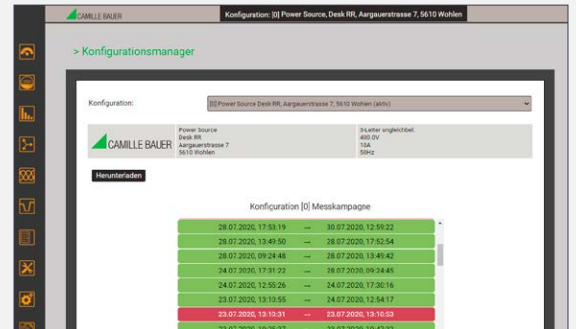 CAMILLE BAUER
Konfiguration: [0] Power Source, Desk RR, Aargauerstrasse 7, 5610 Wohlen
> Konfigurationsmanager
Konfiguration:
[0] Power Source Desk RR, Aargauerstrasse 7, 5610 Wohlen (aktiv)
CAMILLE BAUER
Power Source
Desk RR
Aargauerstrasse 7
5610 Wohlen
3-Leiter ungleichbel.
400.0V
10A
50Hz
Herunterladen
Konfiguration [0] Messkampagne
28.07.2020, 17:53:19 — 30.07.2020, 12:59:22
28.07.2020, 13:49:50 — 28.07.2020, 17:52:54
28.07.2020, 09:24:48 — 28.07.2020, 13:49:42
24.07.2020, 17:31:22 — 28.07.2020, 09:24:45
24.07.2020, 12:55:26 — 24.07.2020, 17:30:16
23.07.2020, 13:10:55 — 24.07.2020, 12:54:17
23.07.2020, 13:10:31 — 23.07.2020, 13:10:53